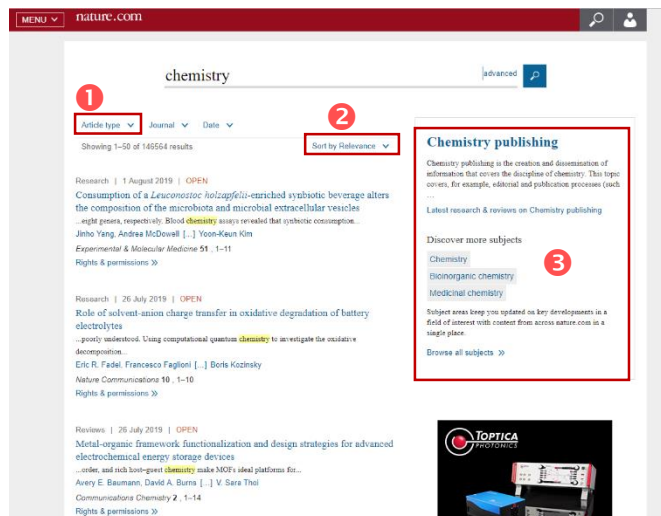 MENU
nature.com
chemistry
advanced
1
Article type Journal Date
2
Showing 1–50 of 146564 results
Sort by Relevance
Research | 1 August 2019 | OPEN
Consumption of a Leuconostoc holzapfelii-enriched synbiotic beverage alters
the composition of the microbiota and microbial extracellular vesicles
...eight genera, respectively. Blood chemistry assays revealed that synbiotic consumption...
Jinho Yang, Andrea McDowell [...] Yoon-Keun Kim
Experimental & Molecular Medicine 51 , 1–11
Rights & permissions »
Research | 26 July 2019 | OPEN
Role of solvent-anion charge transfer in oxidative degradation of battery
electrolytes
...poorly understood. Using computational quantum chemistry to investigate the oxidative
decomposition...
Eric R. Fadel, Francesco Faglioni [...] Boris Kozinsky
Nature Communications 10 , 1–10
Rights & permissions »
Reviews | 26 July 2019 | OPEN
Metal-organic framework functionalization and design strategies for advanced
electrochemical energy storage devices
...order, and rich host–guest chemistry make MOFs ideal platforms for...
Avery E. Baumann, David A. Burns [...] V. Sara Thoi
Communications Chemistry 2 , 1–14
Rights & permissions »
Chemistry publishing
Chemistry publishing is the creation and dissemination of
information that covers the discipline of chemistry. This topic
covers, for example, editorial and publication processes (such
…
Latest research & reviews on Chemistry publishing
Discover more subjects
Chemistry
3
Bioinorganic chemistry
Medicinal chemistry
Subject areas keep you updated on key developments in a
field of interest with content from across nature.com in a
single place.
Browse all subjects »
TOPTICA
PHOTONICS